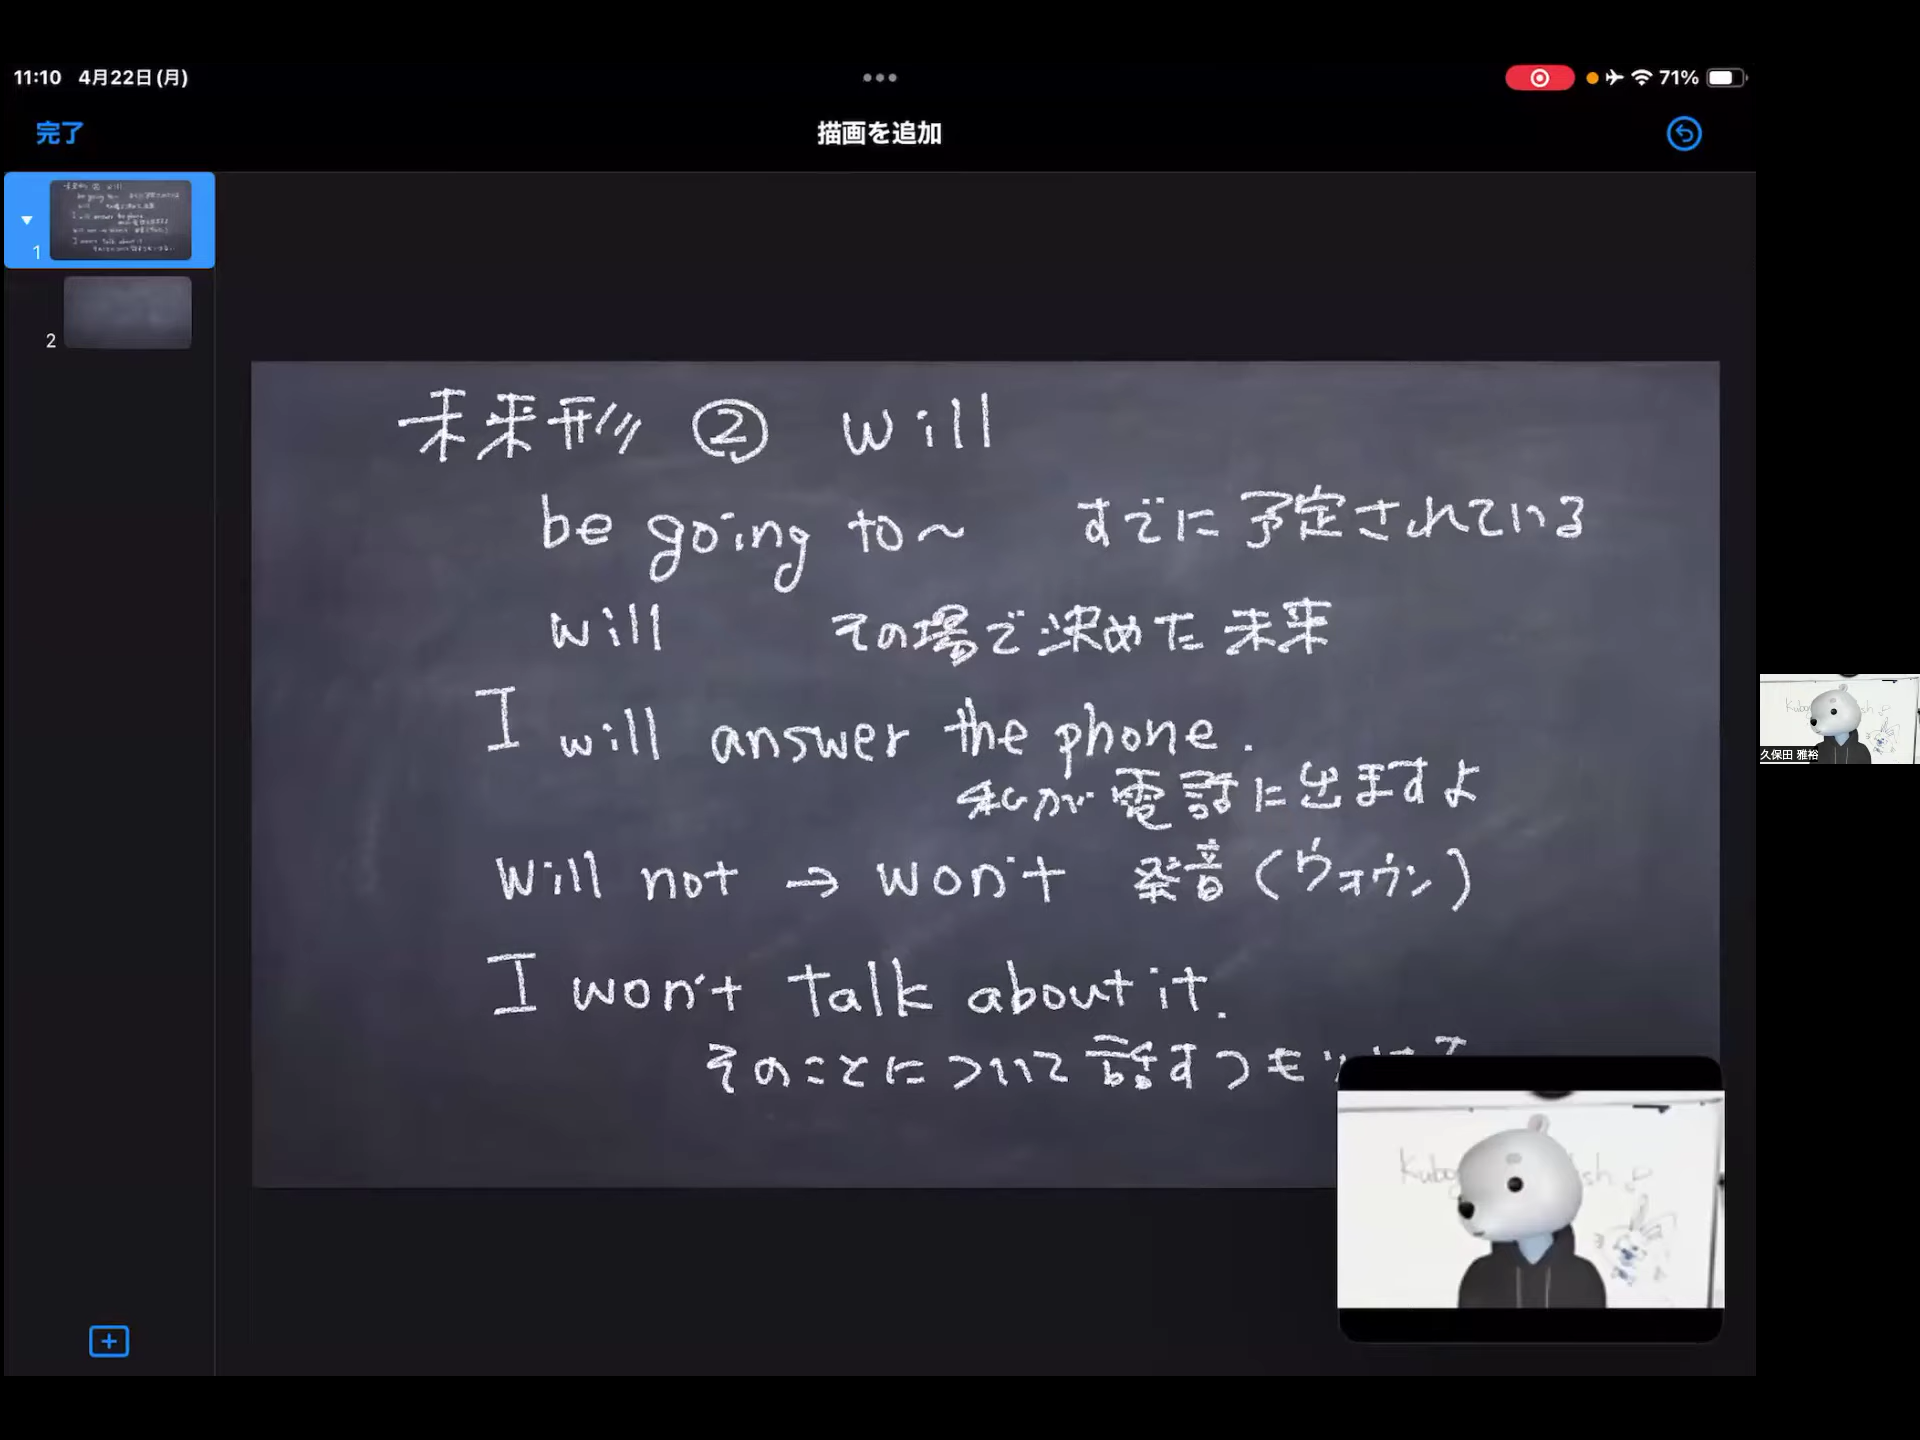 11:10 4月22日(月)
71%
完了
描画を追加
1
2
未来形 ② will
be going to~ すでに予定されている
will その場で決めた未来
I will answer the phone.
私が電話に出ますよ
will not → won't 発音(ウォウン)
I won't talk about it.
そのことについて話すつも
久保田 雅裕